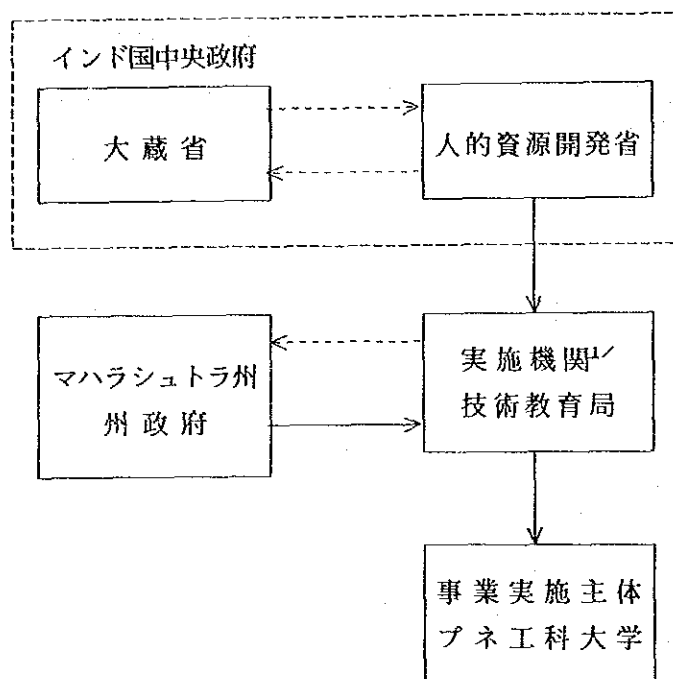 インド国中央政府
大蔵省
人的資源開発省
マハラシュトラ州
州政府
実施機関1/
技術教育局
事業実施主体
プネ工科大学